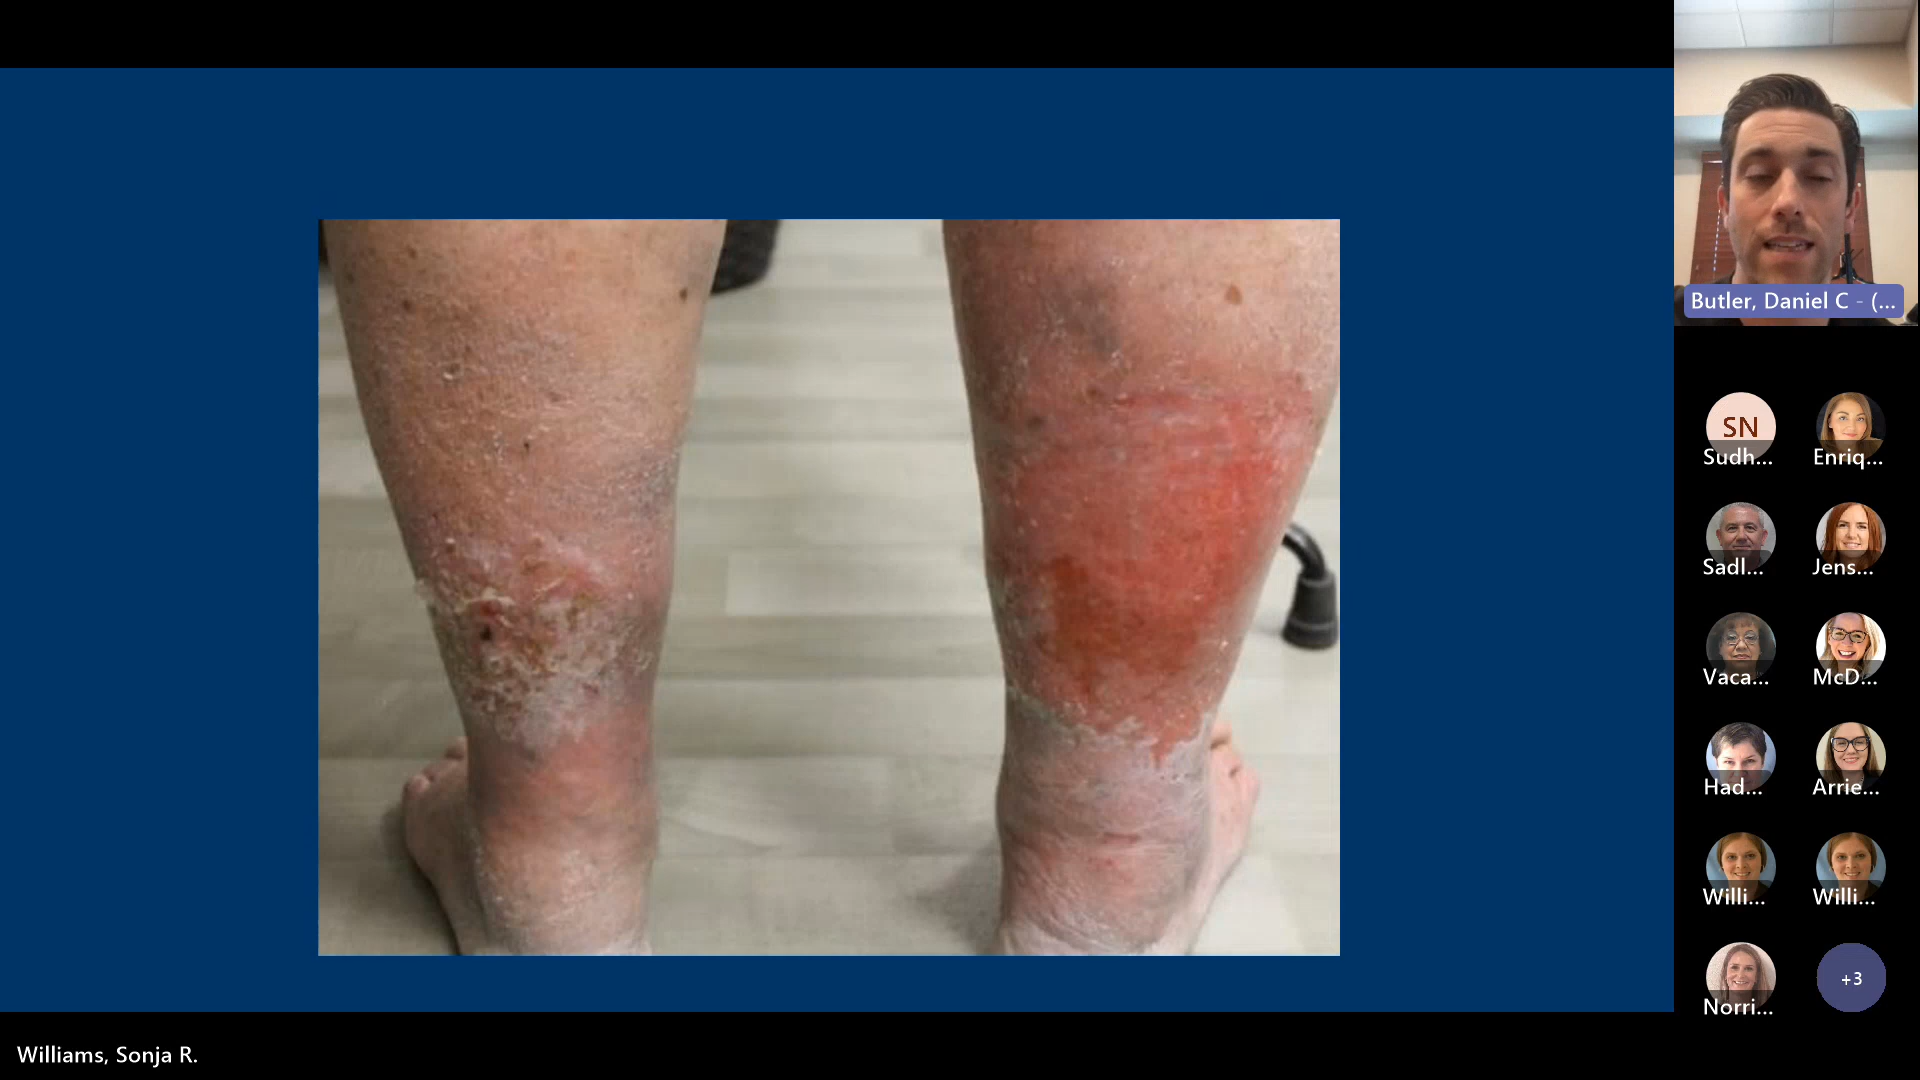 Butler, Daniel C - (...
SN
Sudh...
Enriq...
Sadl...
Jens...
Vaca...
McD...
Had...
Arrie...
Willi...
Willi...
Norri...
+3
Williams, Sonja R.